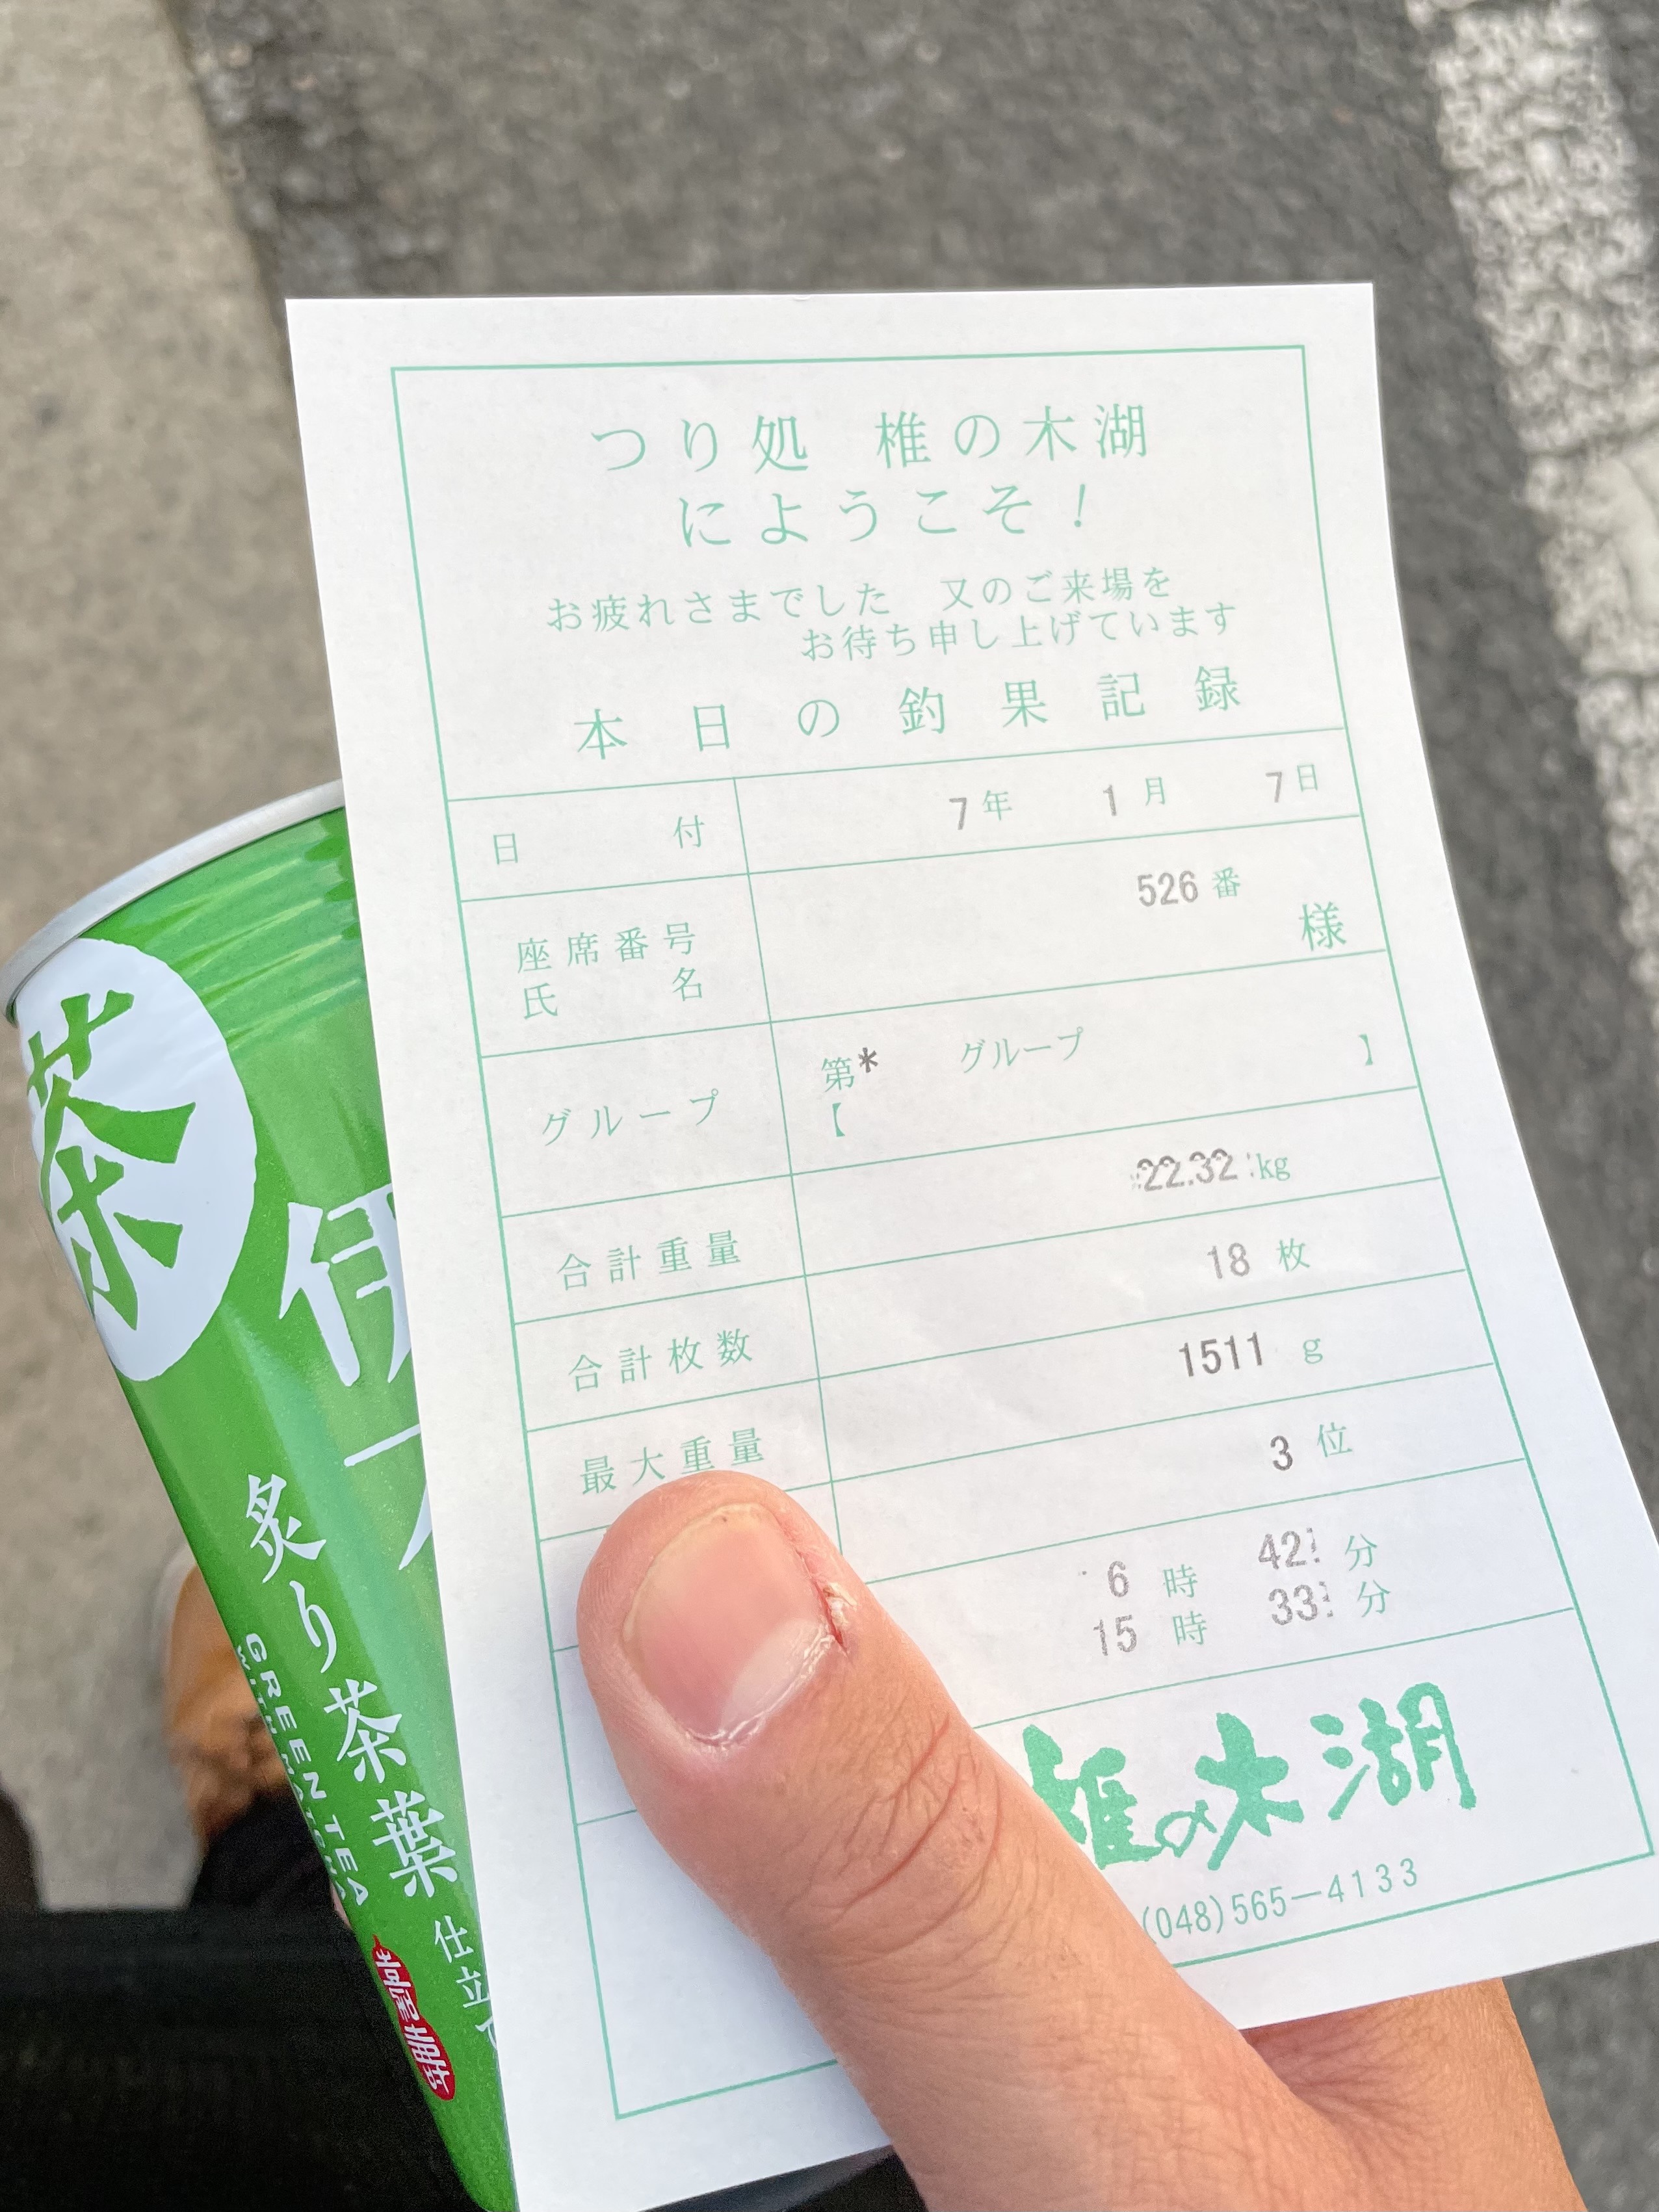 つり処 椎の木湖
にようこそ!
お疲れさまでした 又のご来場を
お待ち申し上げています
本日の釣果記録
日付 7年 1月 7日
座席番号 526番
氏名 様
グループ 第* グループ
【 】
合計重量 22.32 kg
合計枚数 18 枚
最大重量 1511 g
3 位
6 時 42 分
15 時 33 分
椎の木湖
(048)565-4133
茶
炙り茶葉
仕立
GREEN TEA